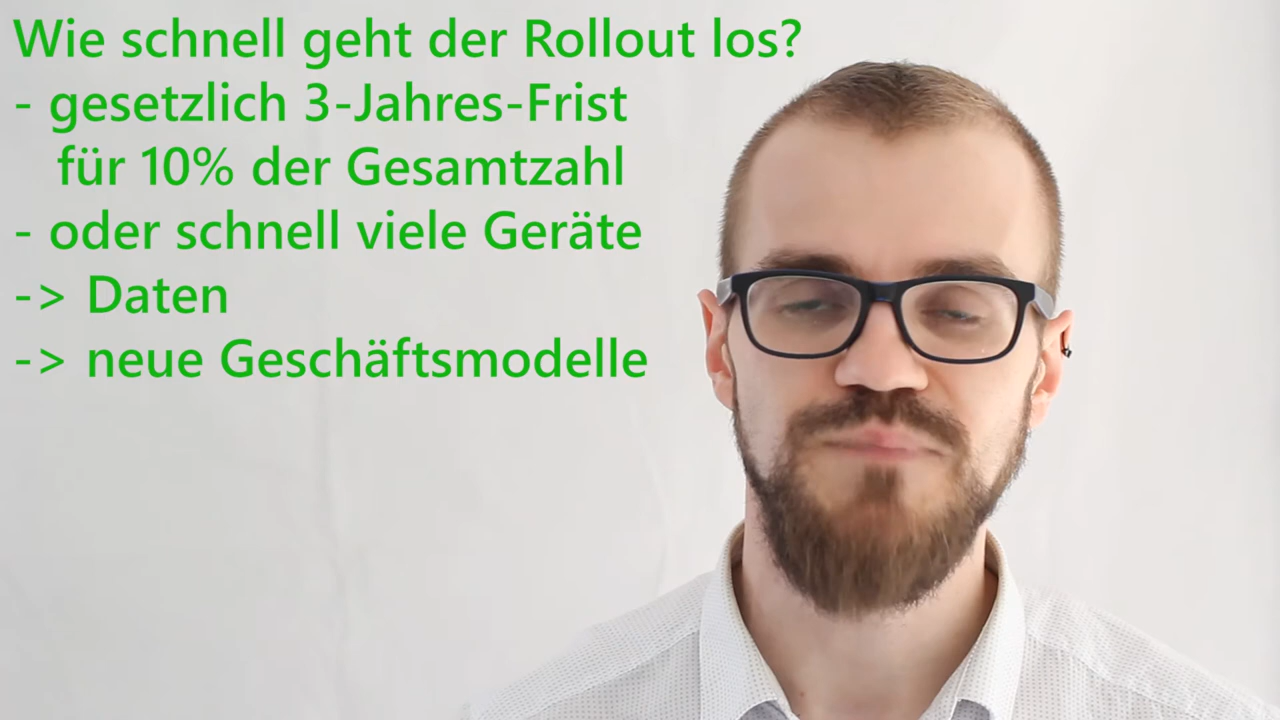 Wie schnell geht der Rollout los?
- gesetzlich 3-Jahres-Frist
für 10% der Gesamtzahl
- oder schnell viele Geräte
-> Daten
-> neue Geschäftsmodelle